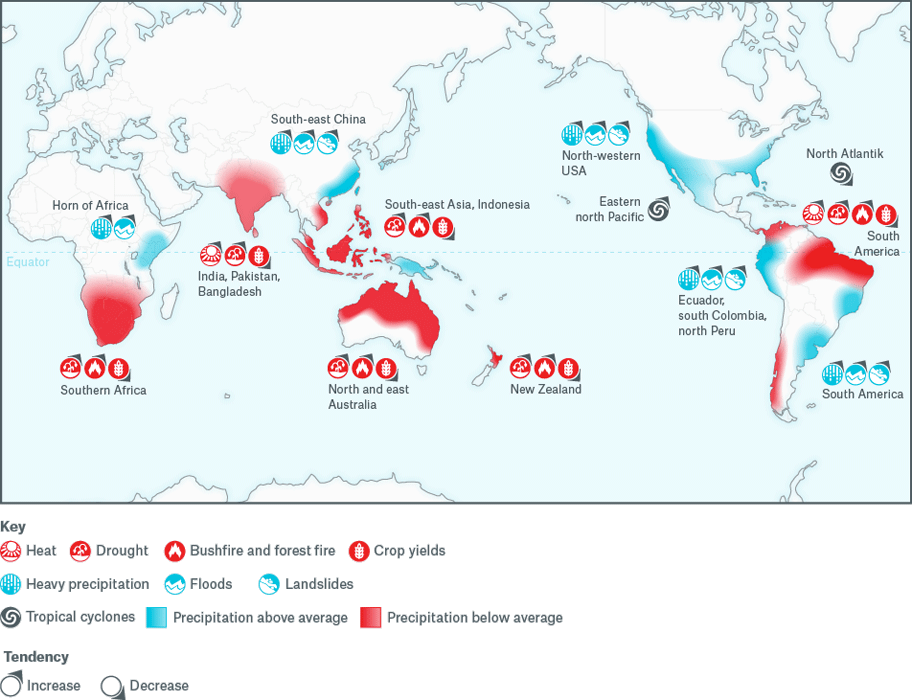 South-east China
North-western
USA
North Atlantik
Horn of Africa
South-east Asia, Indonesia
Eastern
north Pacific
South
America
Equator
India, Pakistan,
Bangladesh
Ecuador,
south Colombia,
north Peru
Southern Africa
North and east
Australia
New Zealand
South America
Key
Heat
Drought
Bushfire and forest fire
Crop yields
Heavy precipitation
Floods
Landslides
Tropical cyclones
Precipitation above average
Precipitation below average
Tendency
Increase
Decrease